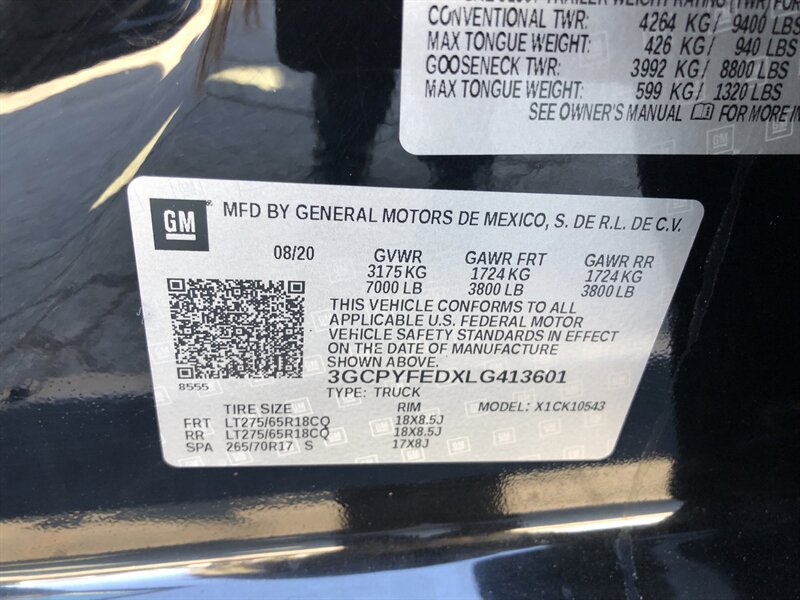 TRAILER WEIGHT RATING (TWR) FOR
CONVENTIONAL TWR: 4264 KG/ 9400 LBS
MAX TONGUE WEIGHT: 426 KG/ 940 LBS
GOOSENECK TWR: 3992 KG/ 8800 LBS
MAX TONGUE WEIGHT: 599 KG/ 1320 LBS
SEE OWNER'S MANUAL FOR MORE IN
GM MFD BY GENERAL MOTORS DE MEXICO, S. DE R.L. DE C.V.
08/20 GVWR GAWR FRT GAWR RR
3175 KG 1724 KG 1724 KG
7000 LB 3800 LB 3800 LB
THIS VEHICLE CONFORMS TO ALL
APPLICABLE U.S. FEDERAL MOTOR
VEHICLE SAFETY STANDARDS IN EFFECT
ON THE DATE OF MANUFACTURE
SHOWN ABOVE.
8555 3GCPYFEDXLG413601
TYPE: TRUCK MODEL: X1CK10543
TIRE SIZE RIM
FRT LT275/65R18CQ 18X8.5J
RR LT275/65R18CQ 18X8.5J
SPA 265/70R17 S 17X8J